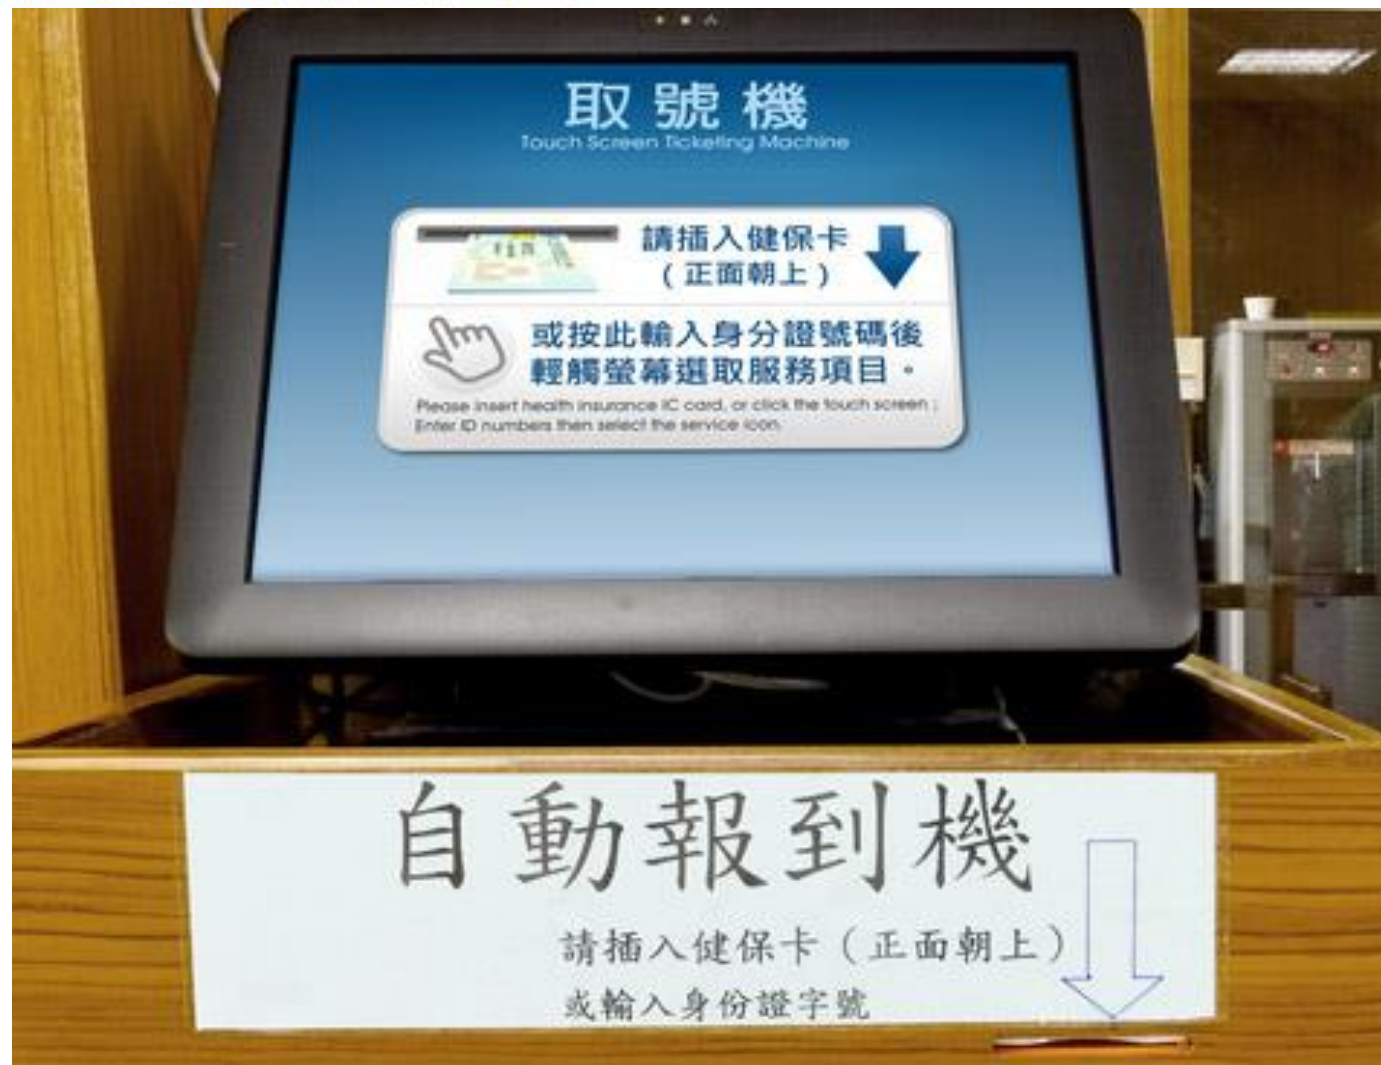 取號機
Touch Screen Ticketing Machine
請插入健保卡
(正面朝上)
或按此輸入身分證號碼後
輕觸螢幕選取服務項目。
Please insert health insurance IC card, or click the touch screen ;
Enter ID numbers then select the service icon.
自動報到機
請插入健保卡（正面朝上）
或輸入身份證字號